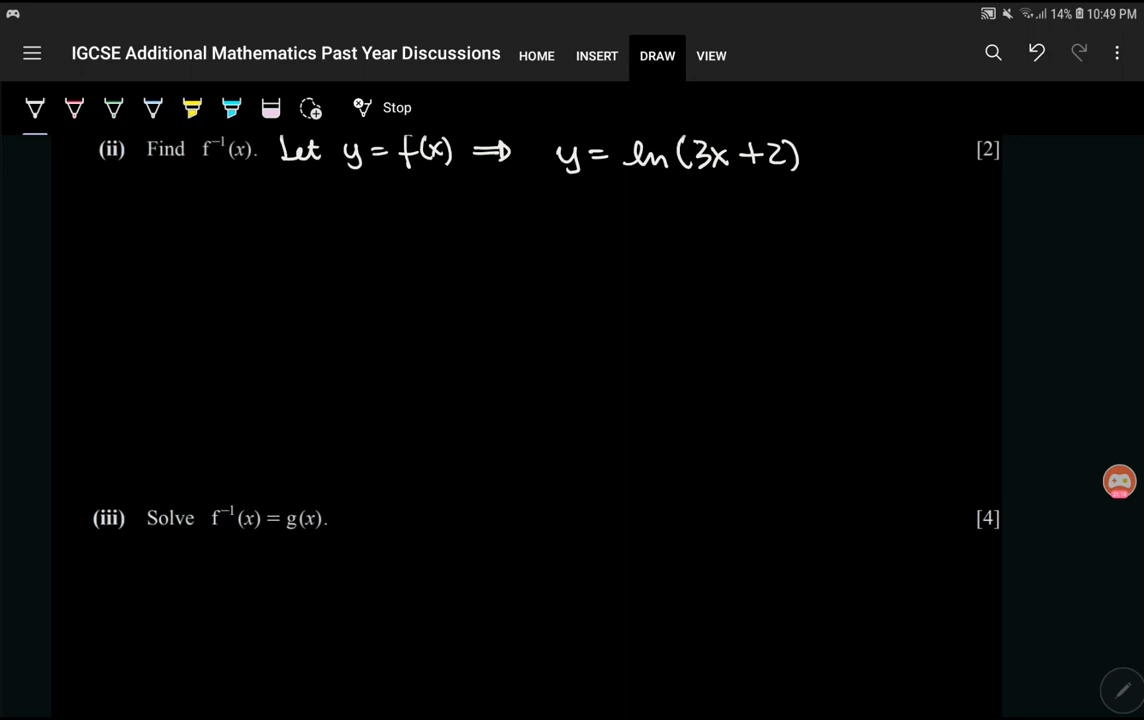 14% 10:49 PM
IGCSE Additional Mathematics Past Year Discussions HOME INSERT DRAW VIEW
Stop
(ii) Find f⁻¹(x). Let y = f(x) ⟹ y = ln(3x + 2) [2]
(iii) Solve f⁻¹(x) = g(x). [4]